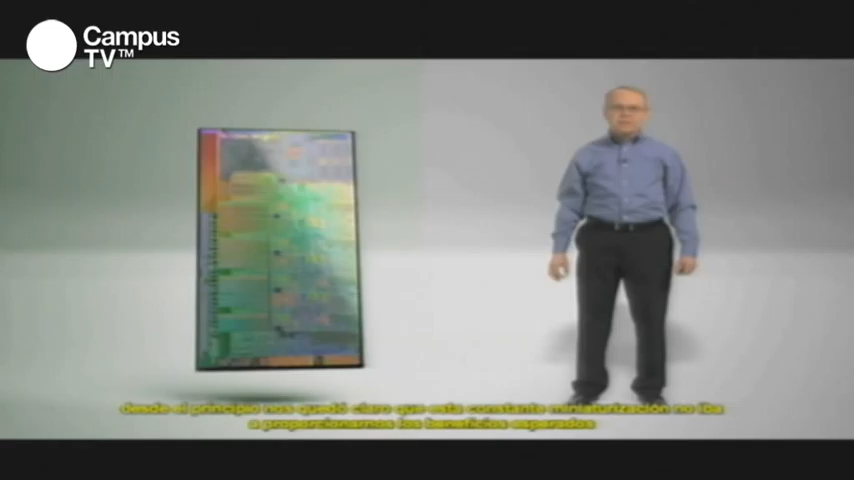 Campus
TV™
desde el principio nos quedó claro que esta constante miniaturización no iba
a proporcionarnos los beneficios esperados